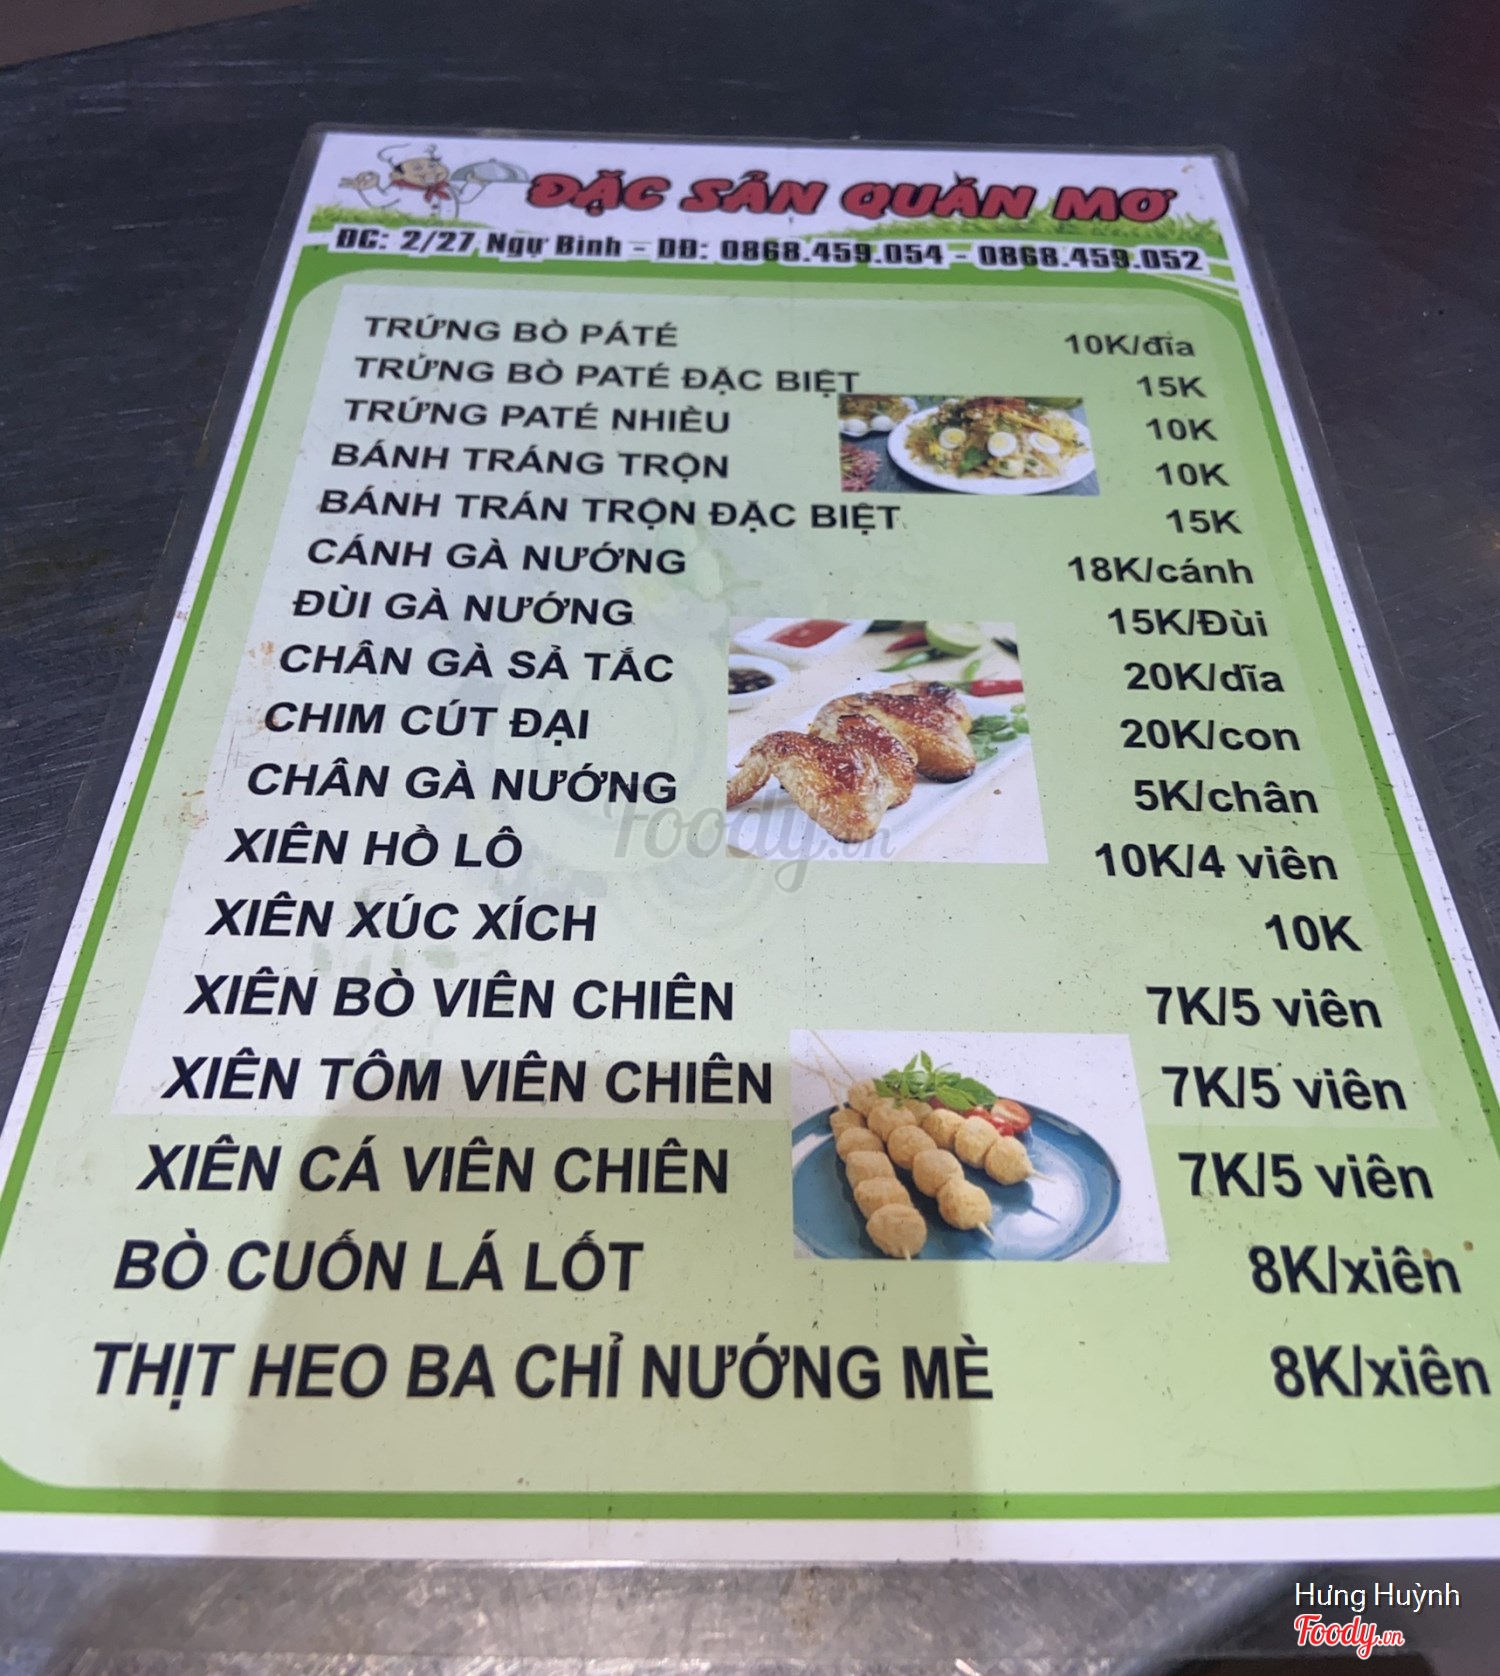 ĐẶC SẢN QUÁN MƠ
ĐC: 2/27 Ngự Bình - DĐ: 0868.459.054 - 0868.459.052
TRỨNG BÒ PÁTÉ 10K/đĩa
TRỨNG BÒ PATÉ ĐẶC BIỆT 15K
TRỨNG PATÉ NHIỀU 10K
BÁNH TRÁNG TRỘN 10K
BÁNH TRÁN TRỘN ĐẶC BIỆT 15K
CÁNH GÀ NƯỚNG 18K/cánh
ĐÙI GÀ NƯỚNG 15K/Đùi
CHÂN GÀ SẢ TẮC 20K/dĩa
CHIM CÚT ĐẠI 20K/con
CHÂN GÀ NƯỚNG 5K/chân
XIÊN HỒ LÔ 10K/4 viên
XIÊN XÚC XÍCH 10K
XIÊN BÒ VIÊN CHIÊN 7K/5 viên
XIÊN TÔM VIÊN CHIÊN 7K/5 viên
XIÊN CÁ VIÊN CHIÊN 7K/5 viên
BÒ CUỐN LÁ LỐT 8K/xiên
THỊT HEO BA CHỈ NƯỚNG MÈ 8K/xiên
Foody.vn
Hưng Huỳnh
Foody.vn